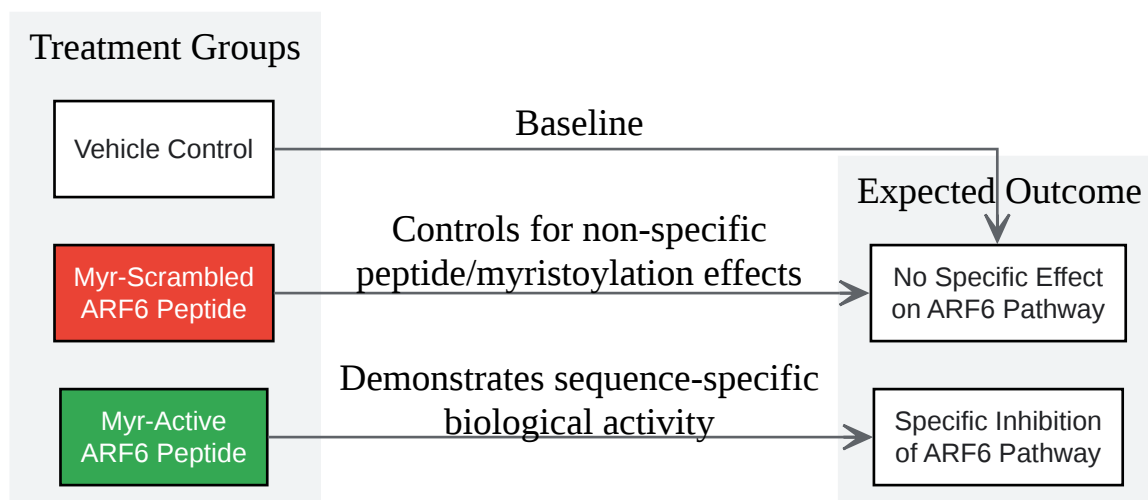 Treatment Groups
Vehicle Control
Baseline
Expected Outcome
Myr-Scrambled
ARF6 Peptide
Controls for non-specific
peptide/myristoylation effects
No Specific Effect
on ARF6 Pathway
Myr-Active
ARF6 Peptide
Demonstrates sequence-specific
biological activity
Specific Inhibition
of ARF6 Pathway